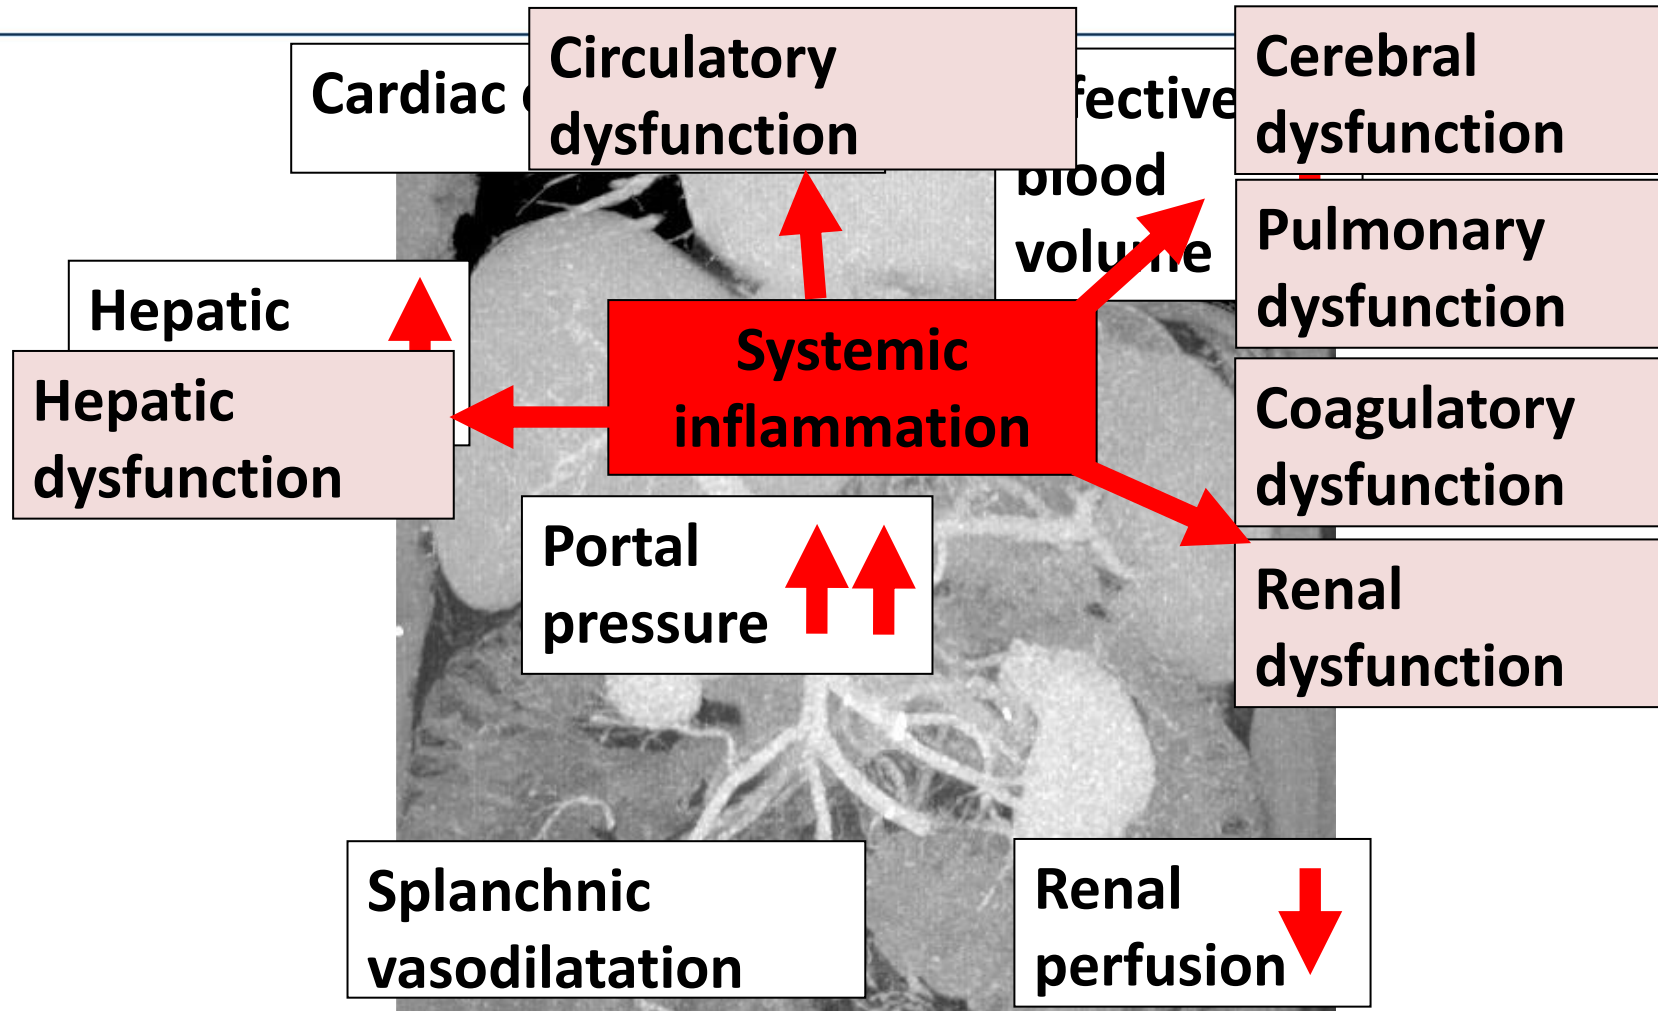 Circulatory
dysfunction
Cardiac
blood
volume
Cerebral
dysfunction
Pulmonary
dysfunction
Hepatic
Hepatic
dysfunction
Systemic
inflammation
Coagulatory
dysfunction
Portal
pressure
Renal
dysfunction
Splanchnic
vasodilatation
Renal
perfusion